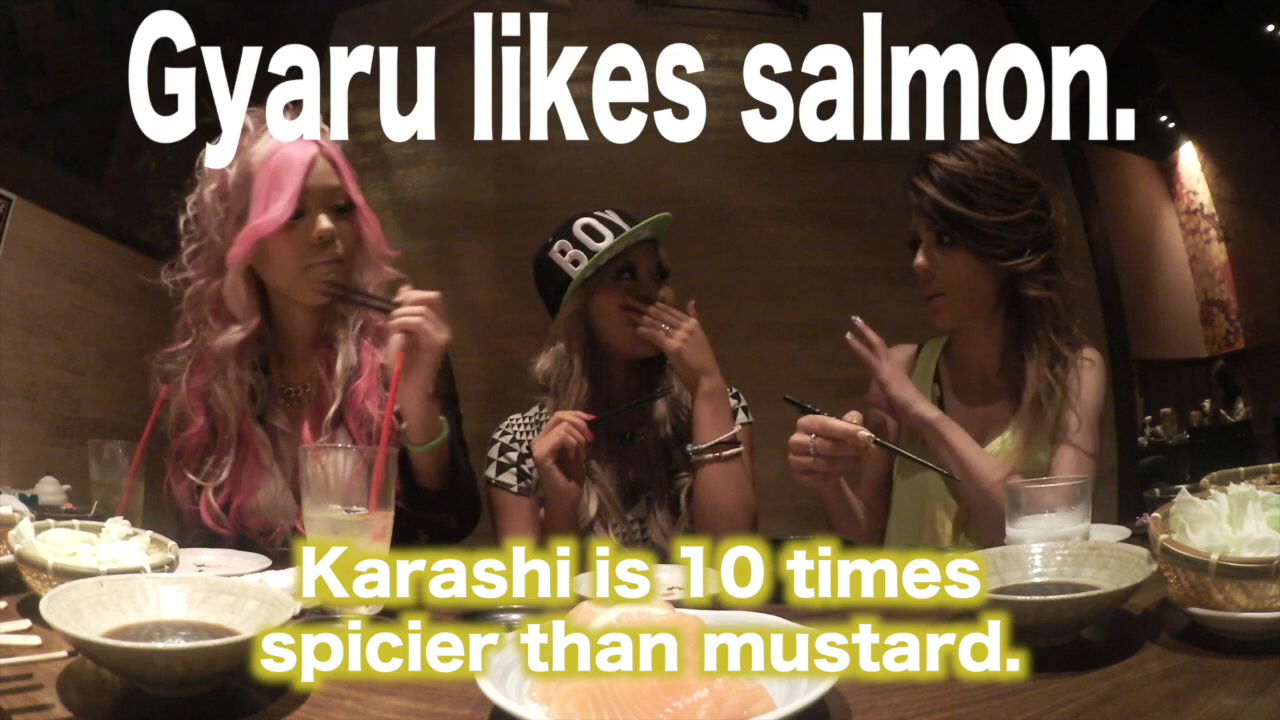 Gyaru likes salmon.
BOY
Karashi is 10 times
spicier than mustard.